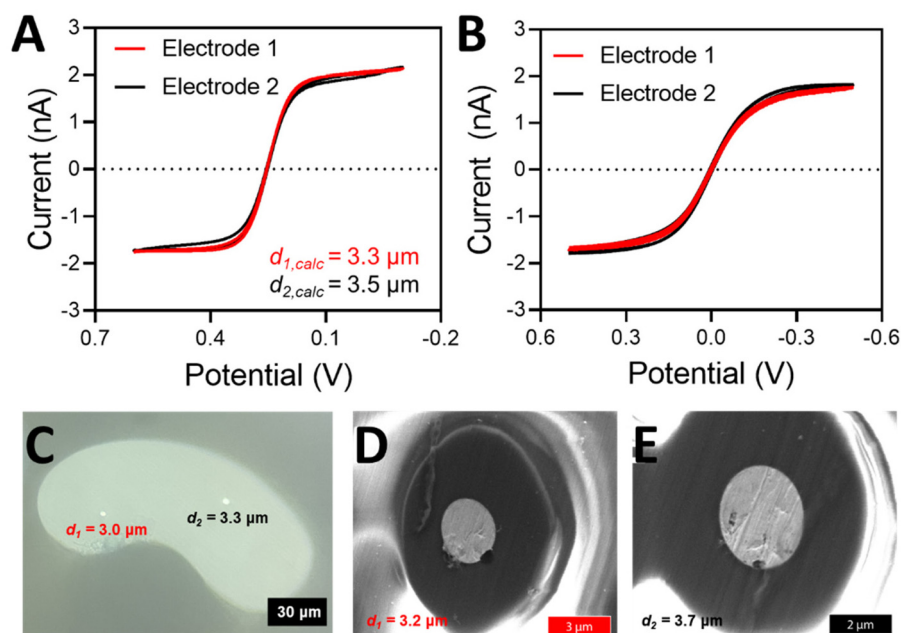 A
3
2
1
0
-1
-2
-3
Current (nA)
Electrode 1
Electrode 2
d1,calc = 3.3 µm
d2,calc = 3.5 µm
0.7
0.4
0.1
-0.2
Potential (V)
B
3
2
1
0
-1
-2
-3
Current (nA)
Electrode 1
Electrode 2
0.6
0.3
0.0
-0.3
-0.6
Potential (V)
C
d1 = 3.0 µm
d2 = 3.3 µm
30 µm
D
d1 = 3.2 µm
3 µm
E
d2 = 3.7 µm
2 µm